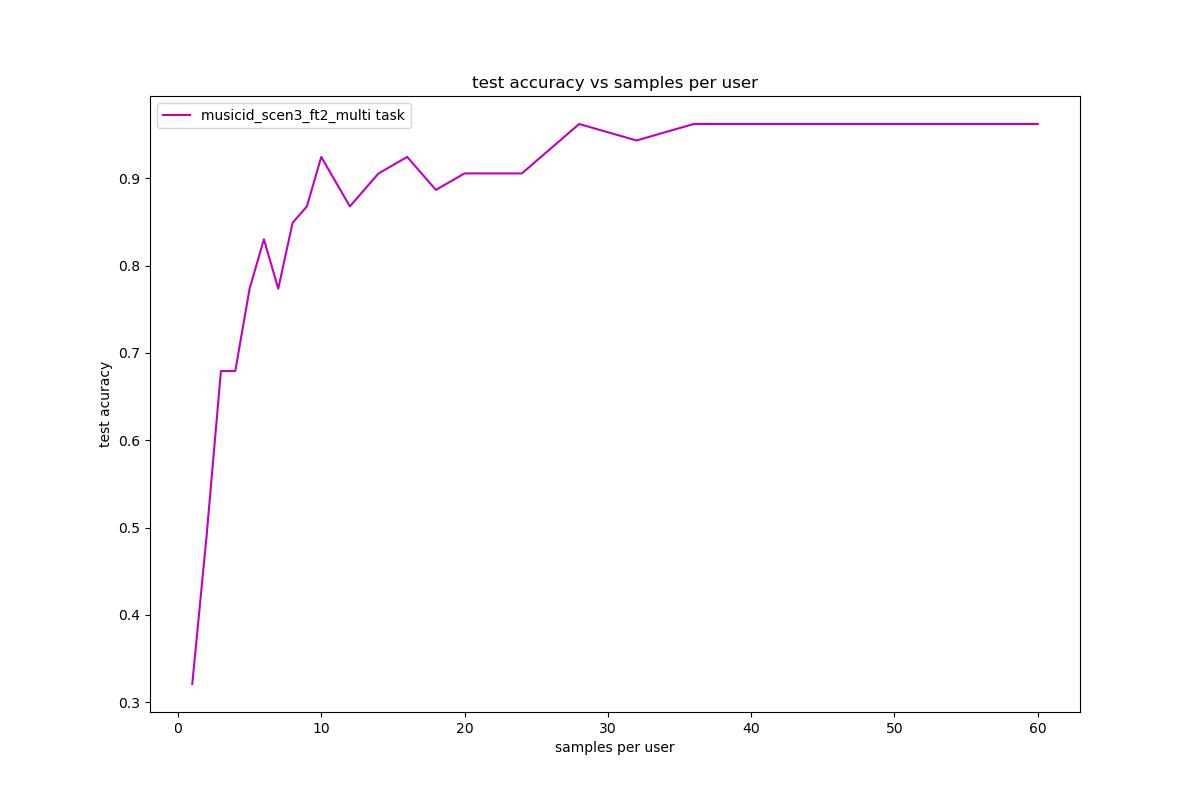 test accuracy vs samples per user
musicid_scen3_ft2_multi task
0.9
0.8
0.7
0.6
0.5
0.4
0.3
test acuracy
0 10 20 30 40 50 60
samples per user